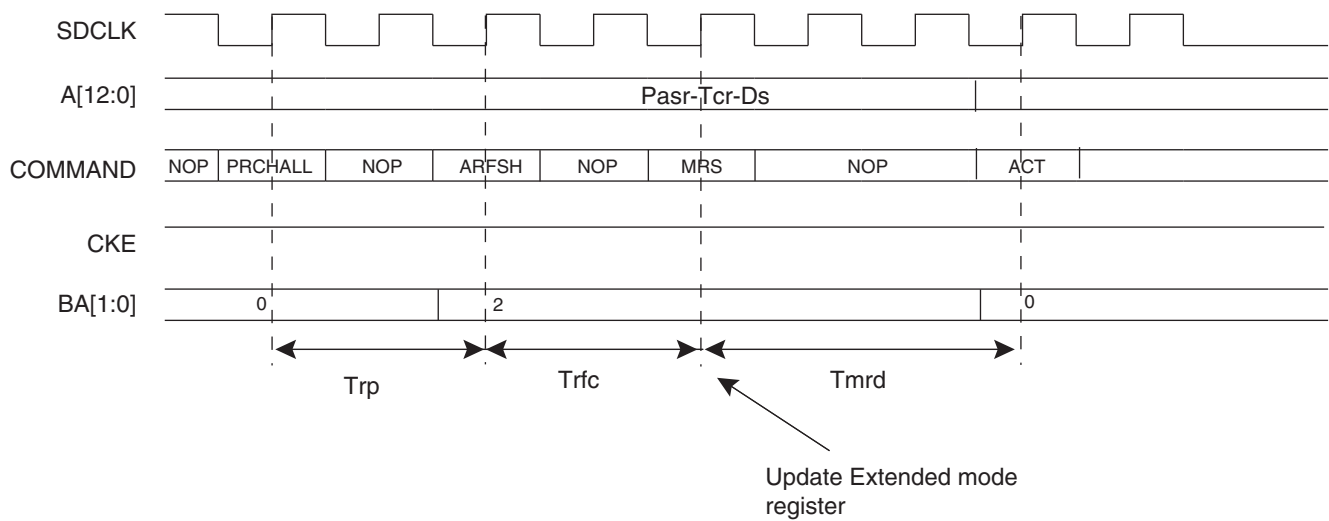 SDCLK
A[12:0] Pasr-Tcr-Ds
COMMAND NOP PRCHALL NOP ARFSH NOP MRS NOP ACT
CKE
BA[1:0] 0 2 0
Trp Trfc Tmrd
Update Extended mode
register